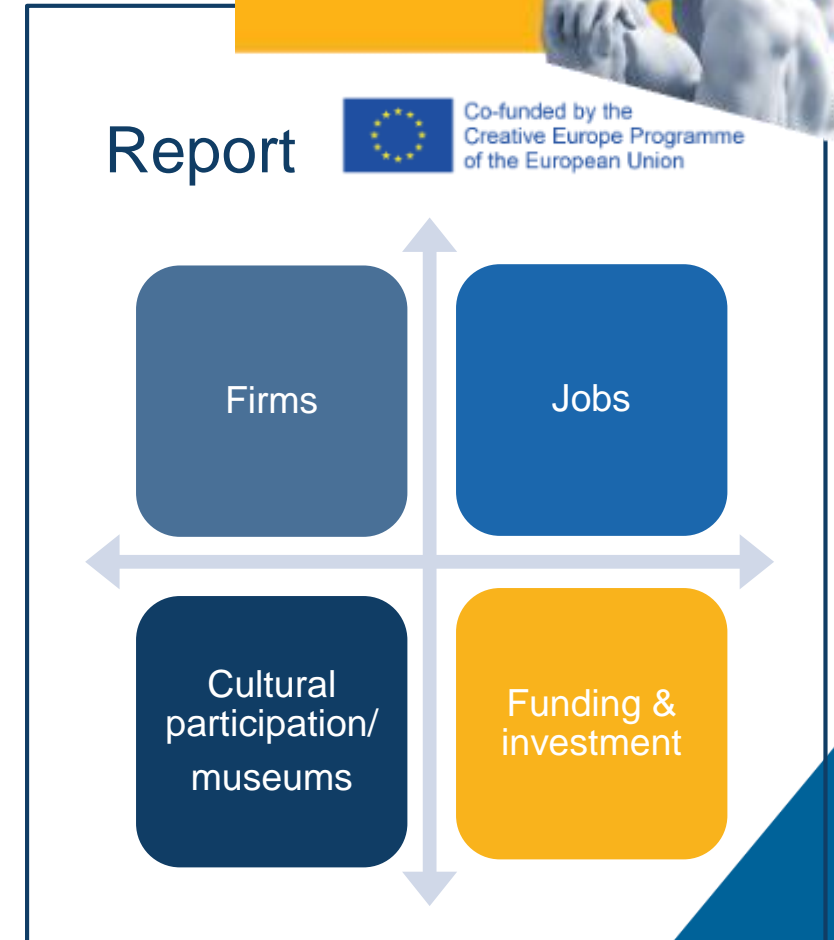 Report
Co-funded by the
Creative Europe Programme
of the European Union
Firms
Jobs
Cultural
participation/
museums
Funding &
investment